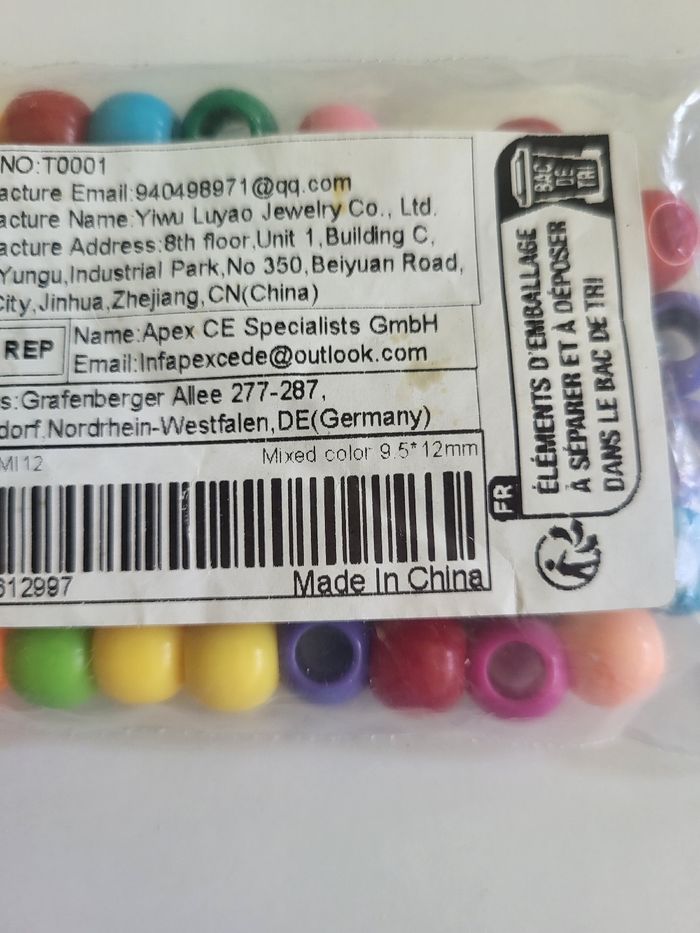 NO:T0001
acture Email:940498971@qq.com
acture Name:Yiwu Luyao Jewelry Co., Ltd.
acture Address:8th floor,Unit 1,Building C,
Yungu,Industrial Park,No 350,Beiyuan Road,
City,Jinhua,Zhejiang,CN(China)
REP
Name:Apex CE Specialists GmbH
Email:Infapexcede@outlook.com
s:Grafenberger Allee 277-287,
dorf,Nordrhein-Westfalen,DE(Germany)
MI12 Mixed color 9.5*12mm
612997 Made In China
BAC
DE
TRI
ÉLÉMENTS D'EMBALLAGE
À SÉPARER ET À DÉPOSER
DANS LE BAC DE TRI
FR